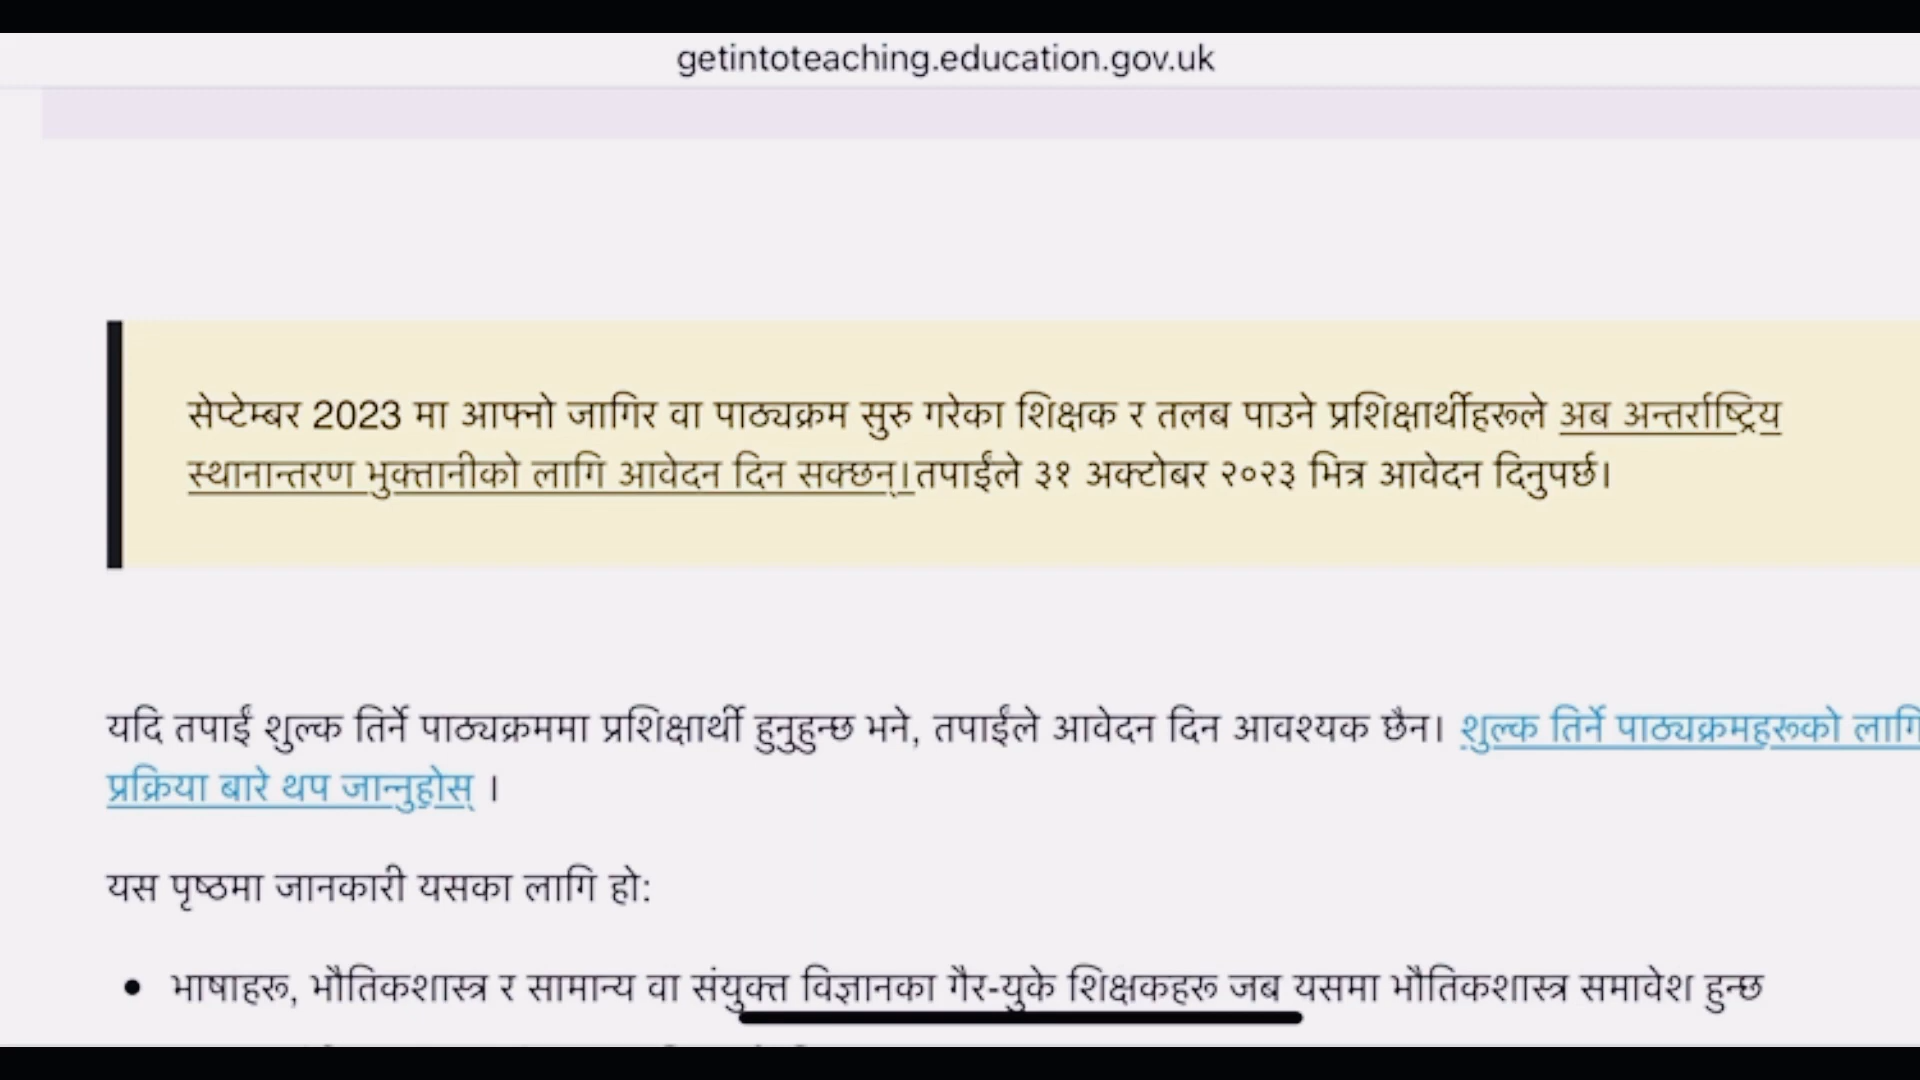 getintoteaching.education.gov.uk
सेप्टेम्बर 2023 मा आफ्नो जागिर वा पाठ्यक्रम सुरु गरेका शिक्षक र तलब पाउने प्रशिक्षार्थीहरूले अब अन्तर्राष्ट्रिय
स्थानान्तरण भुक्तानीको लागि आवेदन दिन सक्छन्।तपाईंले ३१ अक्टोबर २०२३ भित्र आवेदन दिनुपर्छ।
यदि तपाईं शुल्क तिर्ने पाठ्यक्रममा प्रशिक्षार्थी हुनुहुन्छ भने, तपाईंले आवेदन दिन आवश्यक छैन। शुल्क तिर्ने पाठ्यक्रमहरूको लागि
प्रक्रिया बारे थप जान्नुहोस् ।
यस पृष्ठमा जानकारी यसका लागि हो:
• भाषाहरू, भौतिकशास्त्र र सामान्य वा संयुक्त विज्ञानका गैर-युके शिक्षकहरू जब यसमा भौतिकशास्त्र समावेश हुन्छ